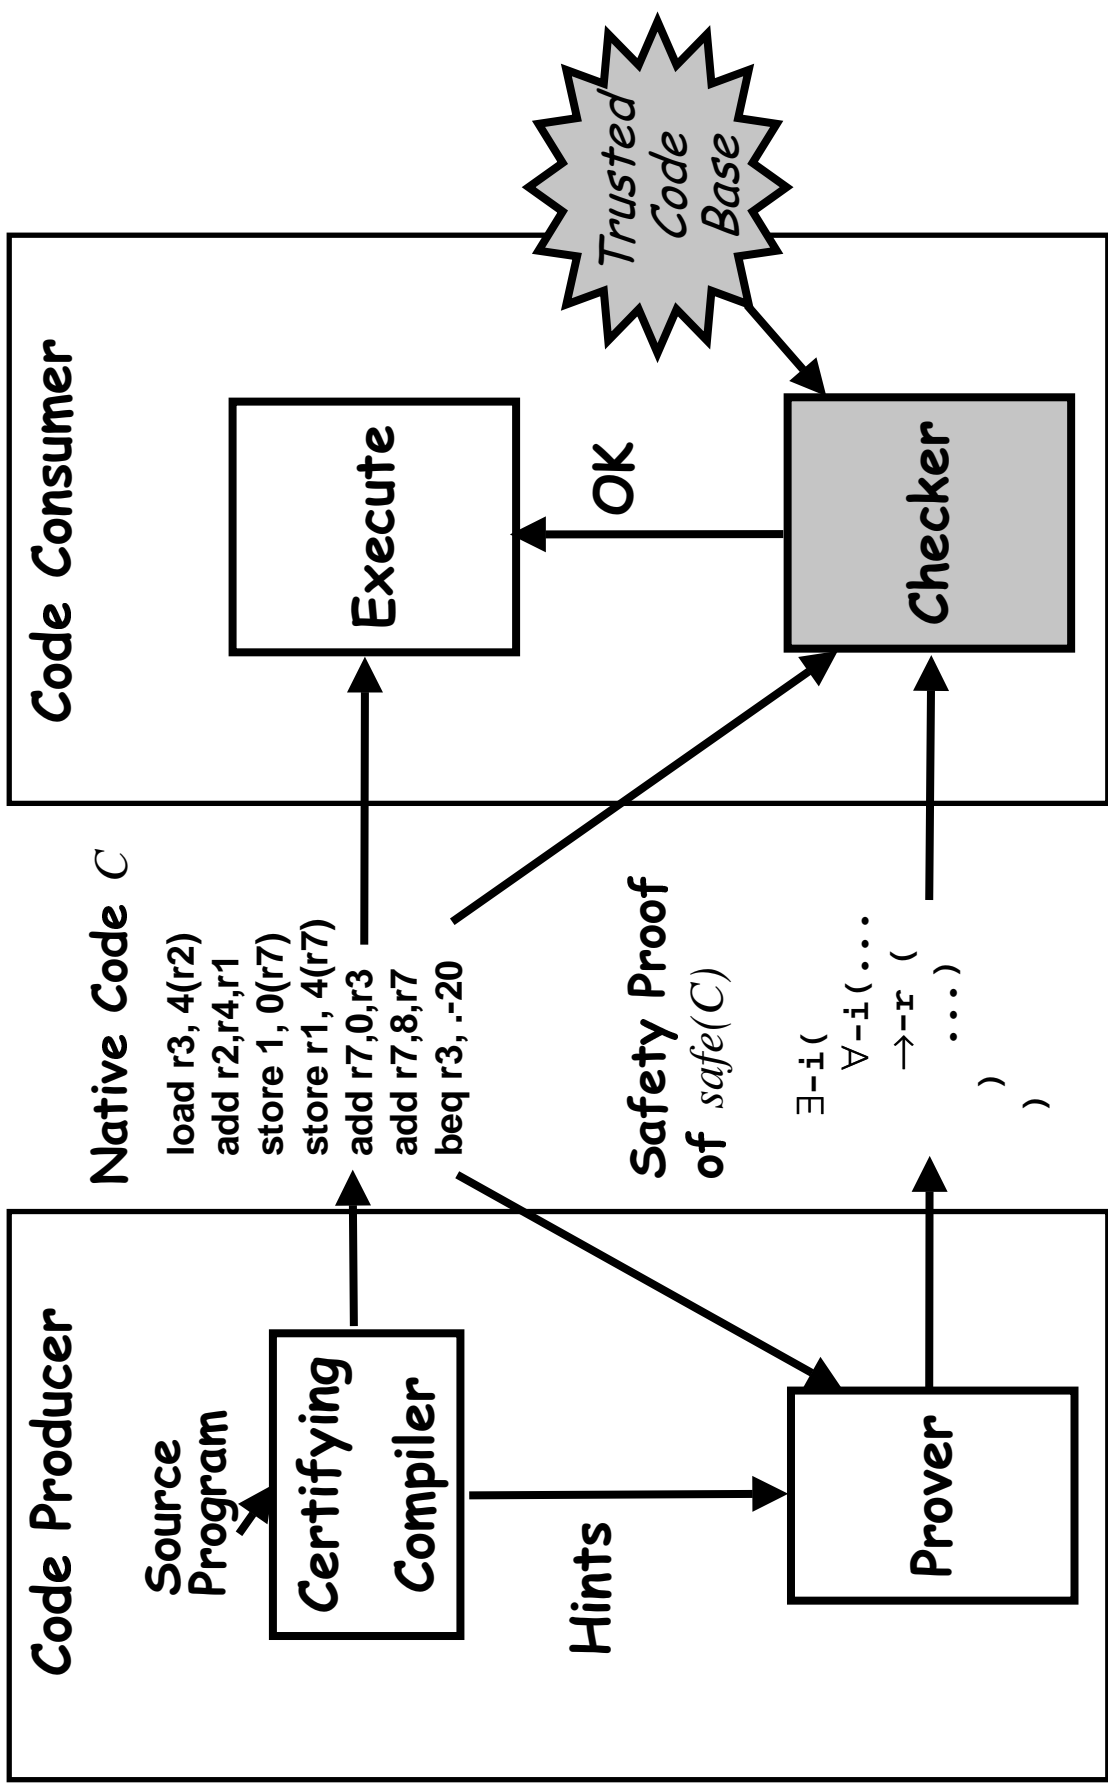 Code Producer
Source
Program
Certifying
Compiler
Hints
Prover
Native Code C
load r3, 4(r2)
add r2,r4,r1
store 1, 0(r7)
store r1, 4(r7)
add r7,0,r3
add r7,8,r7
beq r3, .-20
Safety Proof
of safe(C)
∃-i(
∀-i(...
→-r (
...)
)
)
Code Consumer
Execute
OK
Checker
Trusted
Code
Base